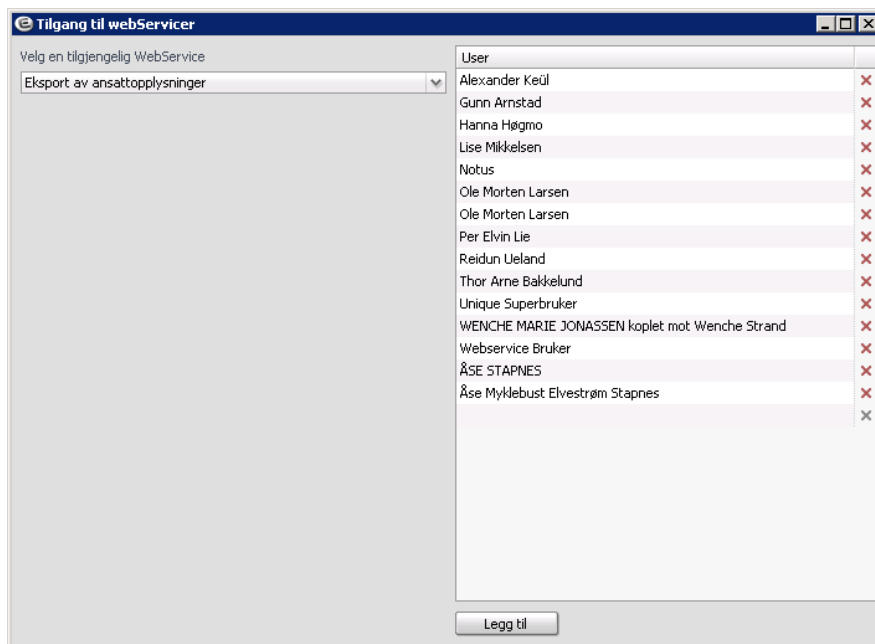 Tilgang til webServicer
Velg en tilgjengelig WebService
Eksport av ansattopplysninger
User
Alexander Keül
Gunn Arnstad
Hanna Høgmo
Lise Mikkelsen
Notus
Ole Morten Larsen
Ole Morten Larsen
Per Elvin Lie
Reidun Ueland
Thor Arne Bakkelund
Unique Superbruker
WENCHE MARIE JONASSEN koplet mot Wenche Strand
Webservice Bruker
ÅSE STAPNES
Åse Myklebust Elvestrøm Stapnes
Legg til